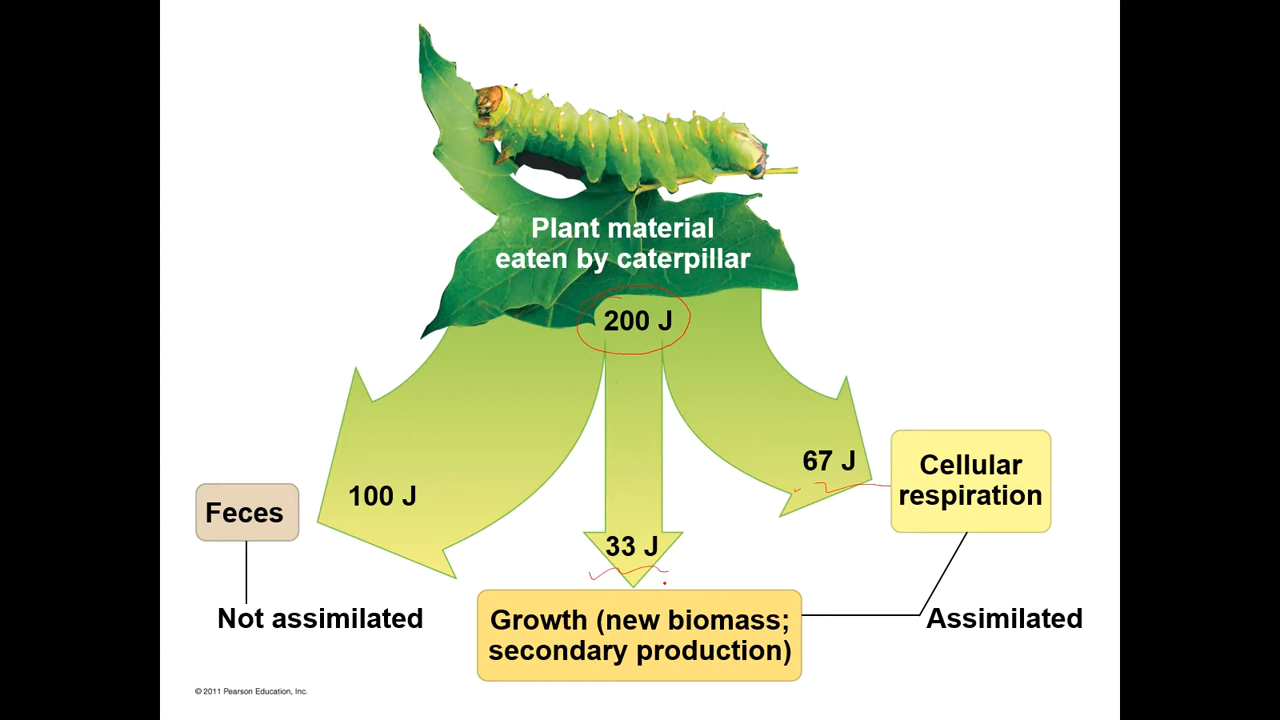 Plant material
eaten by caterpillar
200 J
67 J
Cellular
respiration
100 J
Feces
33 J
Not assimilated
Growth (new biomass;
secondary production)
Assimilated
© 2011 Pearson Education, Inc.